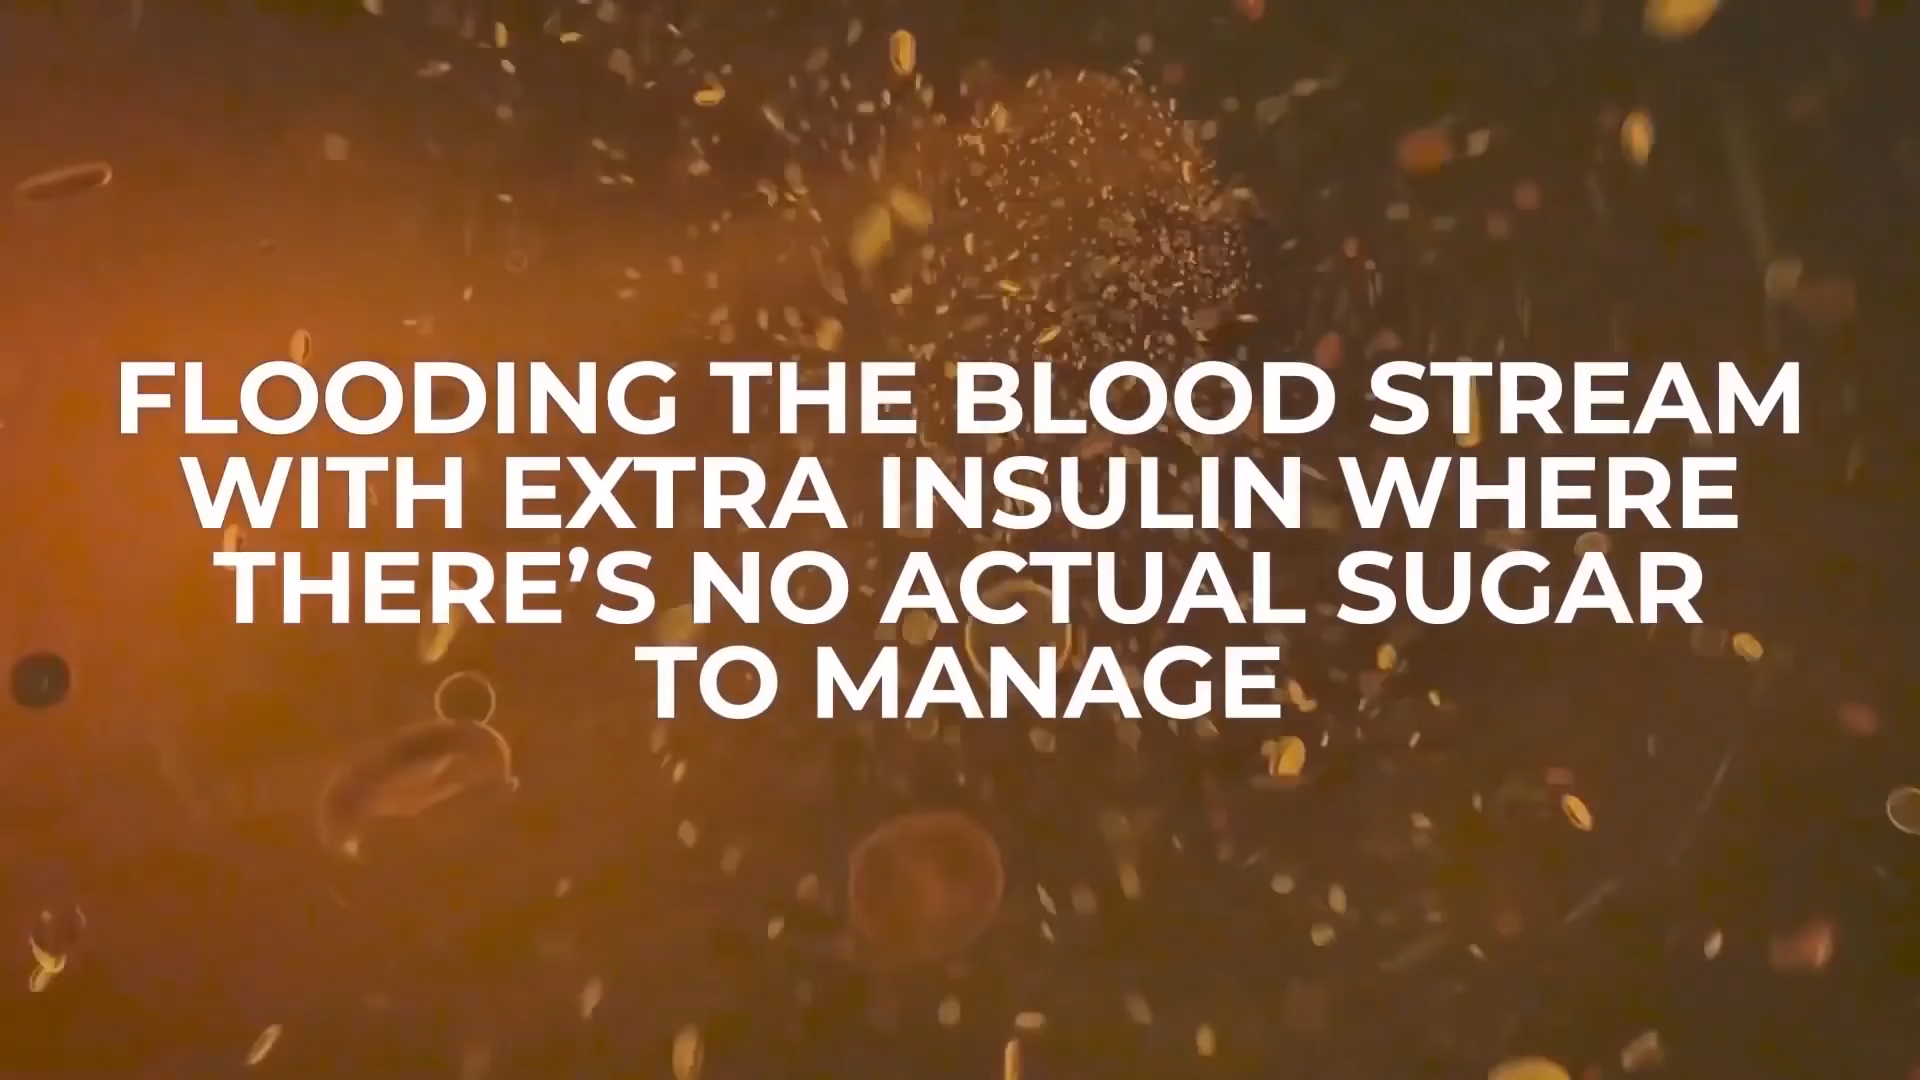 FLOODING THE BLOOD STREAM
WITH EXTRA INSULIN WHERE
THERE’S NO ACTUAL SUGAR
TO MANAGE